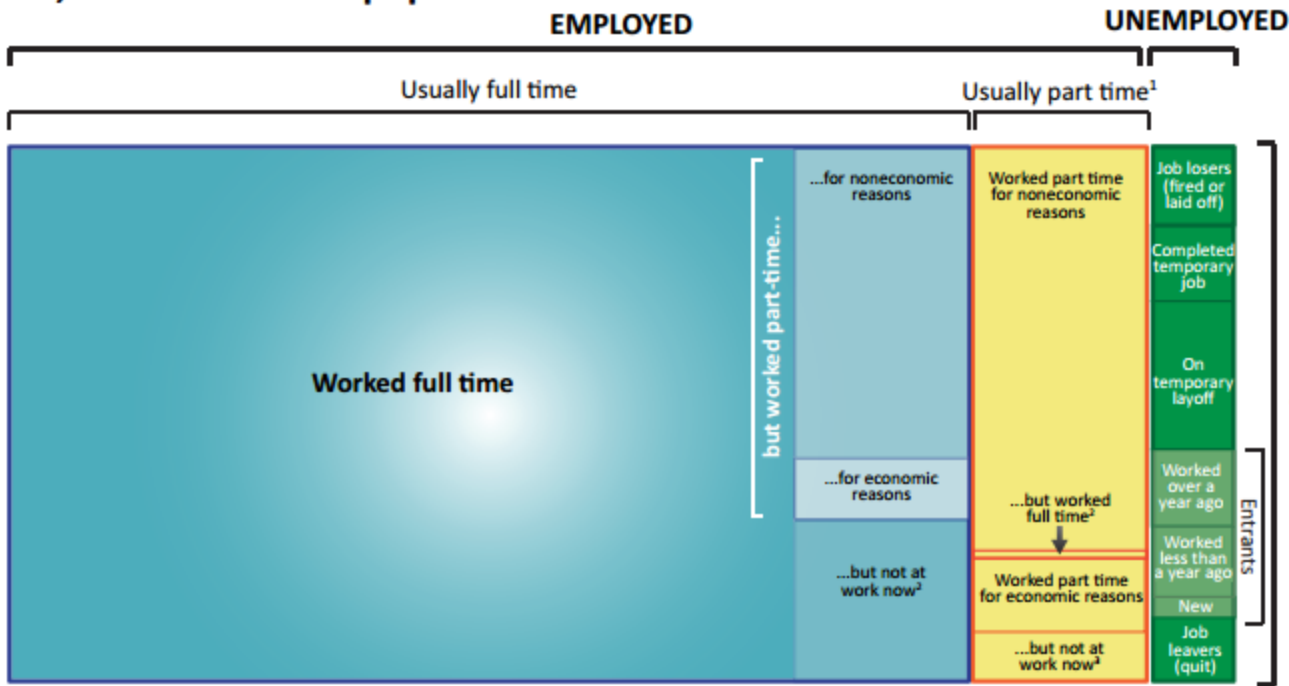 EMPLOYED
UNEMPLOYED
Usually full time
Usually part time¹
...for noneconomic
reasons
Worked part time
for noneconomic
reasons
Job losers
(fired or
laid off)
but worked part-time...
Completed
temporary
job
Worked full time
On
temporary
layoff
...for economic
reasons
...but worked
full time²
Worked
over a
year ago
Entrants
...but not at
work now²
Worked part time
for economic reasons
Worked
less than
a year ago
New
...but not at
work now³
Job
leavers
(quit)